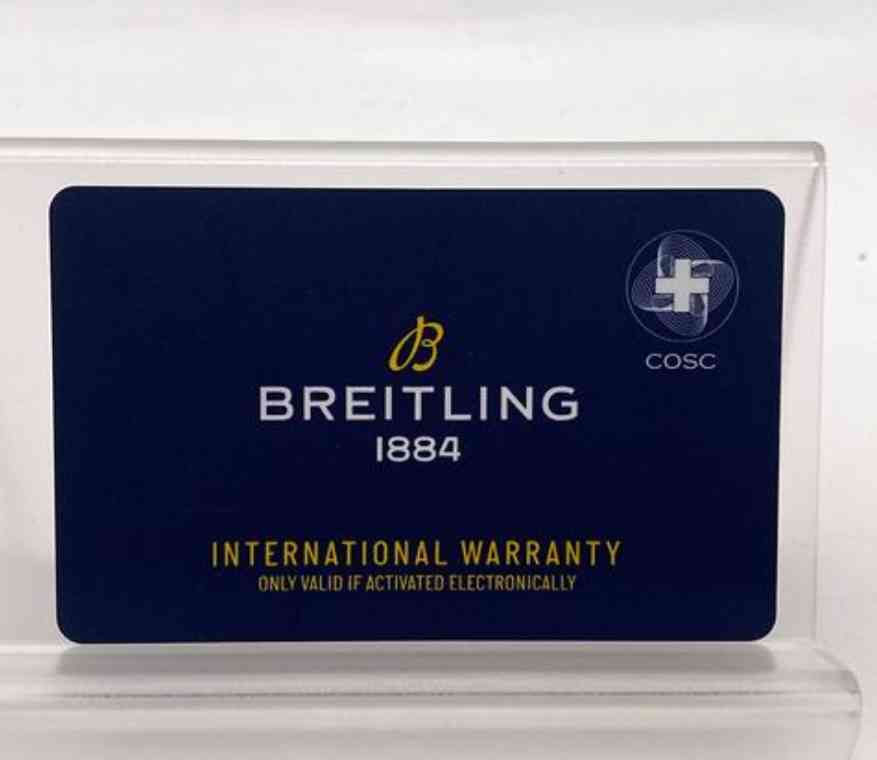 COSC
B
BREITLING
1884
INTERNATIONAL WARRANTY
ONLY VALID IF ACTIVATED ELECTRONICALLY